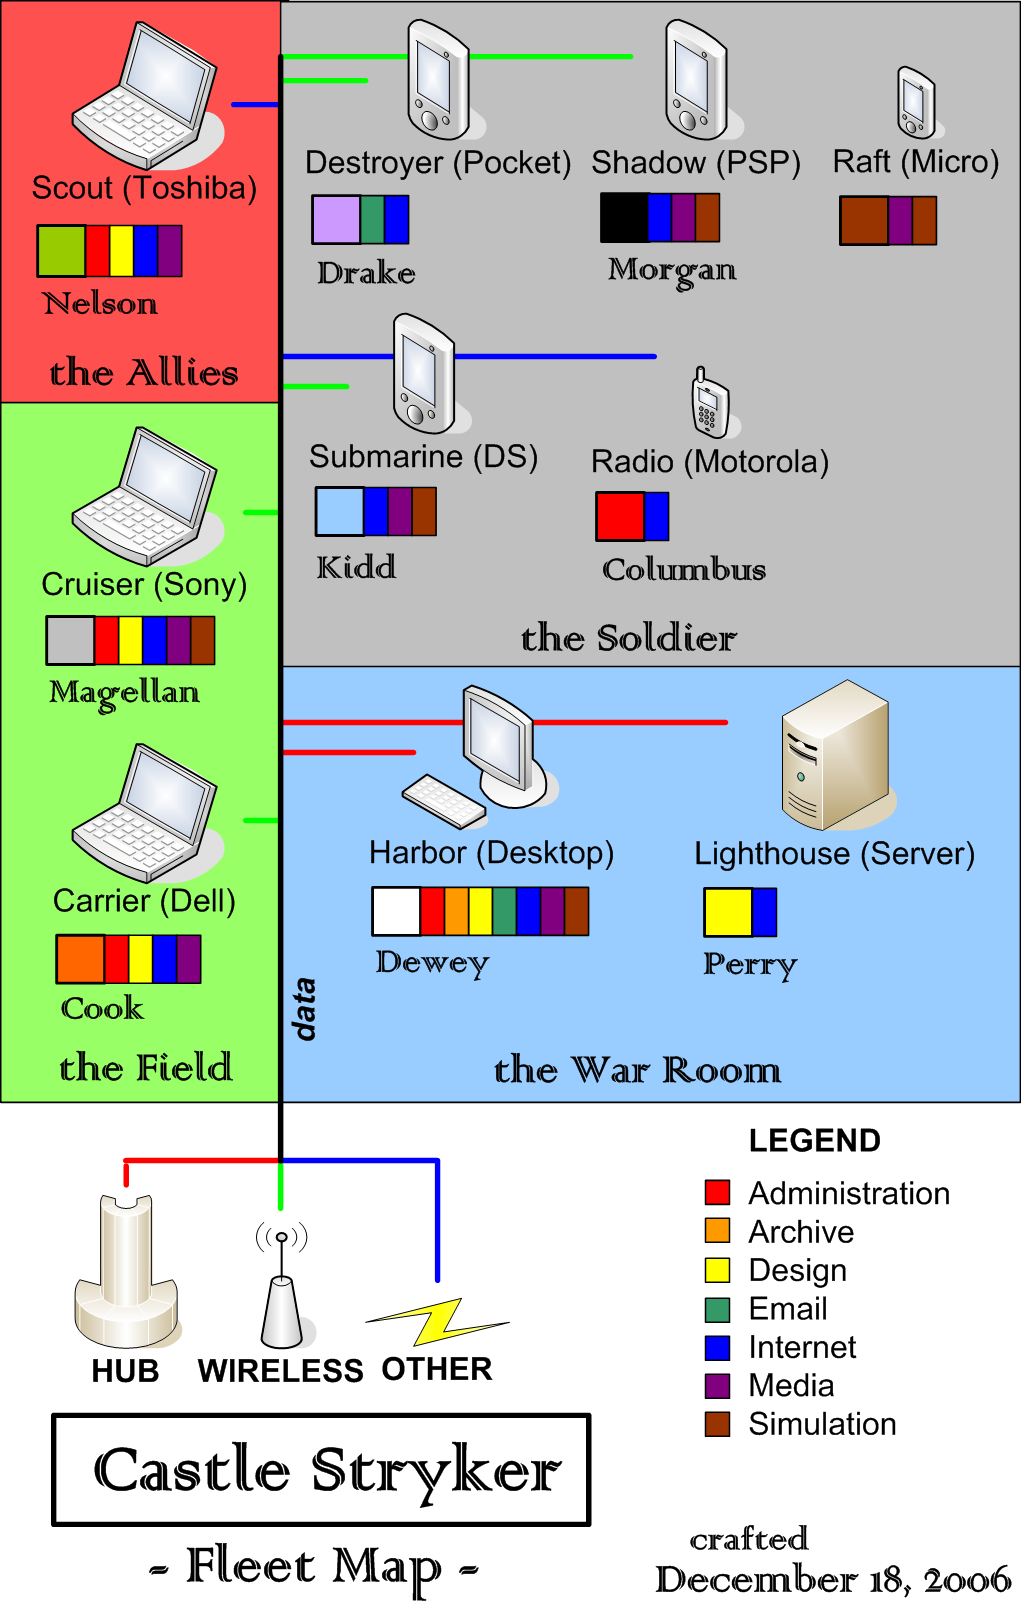 Scout (Toshiba)
Nelson
the Allies
Destroyer (Pocket)
Drake
Shadow (PSP)
Morgan
Raft (Micro)
Submarine (DS)
Kidd
Radio (Motorola)
Columbus
the Soldier
Cruiser (Sony)
Magellan
Carrier (Dell)
Cook
the Field
Harbor (Desktop)
Dewey
Lighthouse (Server)
Perry
the War Room
data
HUB
WIRELESS
OTHER
LEGEND
Administration
Archive
Design
Email
Internet
Media
Simulation
Castle Stryker
- Fleet Map -
crafted
December 18, 2006